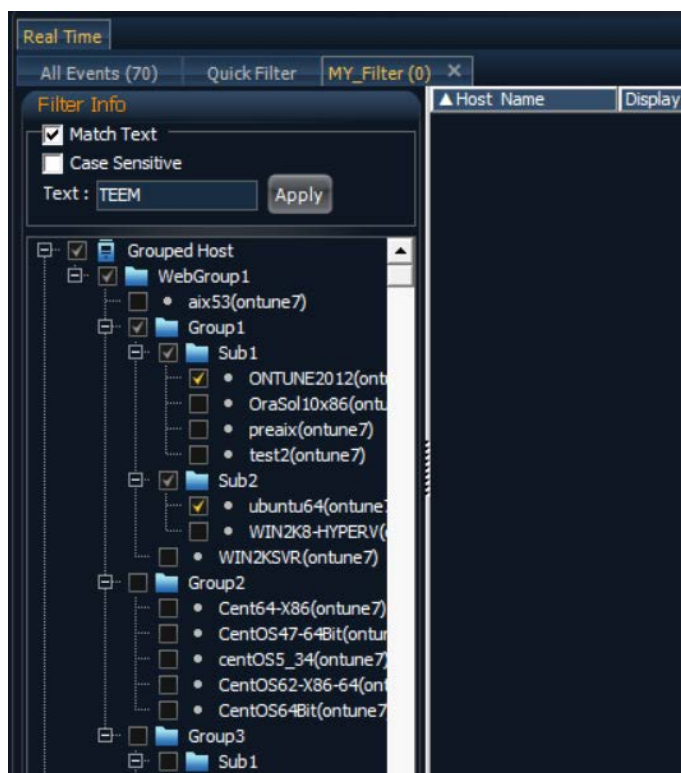 Real Time
All Events (70) Quick Filter MY_Filter (0)
Filter Info
Match Text
Case Sensitive
Text : TEEM Apply
Host Name Display
Grouped Host
WebGroup1
aix53(ontune7)
Group1
Sub1
ONTUNE2012(ont
OraSol10x86(ontu
preaix(ontune7)
test2(ontune7)
Sub2
ubuntu64(ontune7
WIN2K8-HYPERV(
WIN2KSVR(ontune7)
Group2
Cent64-X86(ontune7)
CentOS47-64Bit(ontun
centOS5_34(ontune7)
CentOS62-X86-64(ont
CentOS64Bit(ontune7
Group3
Sub1